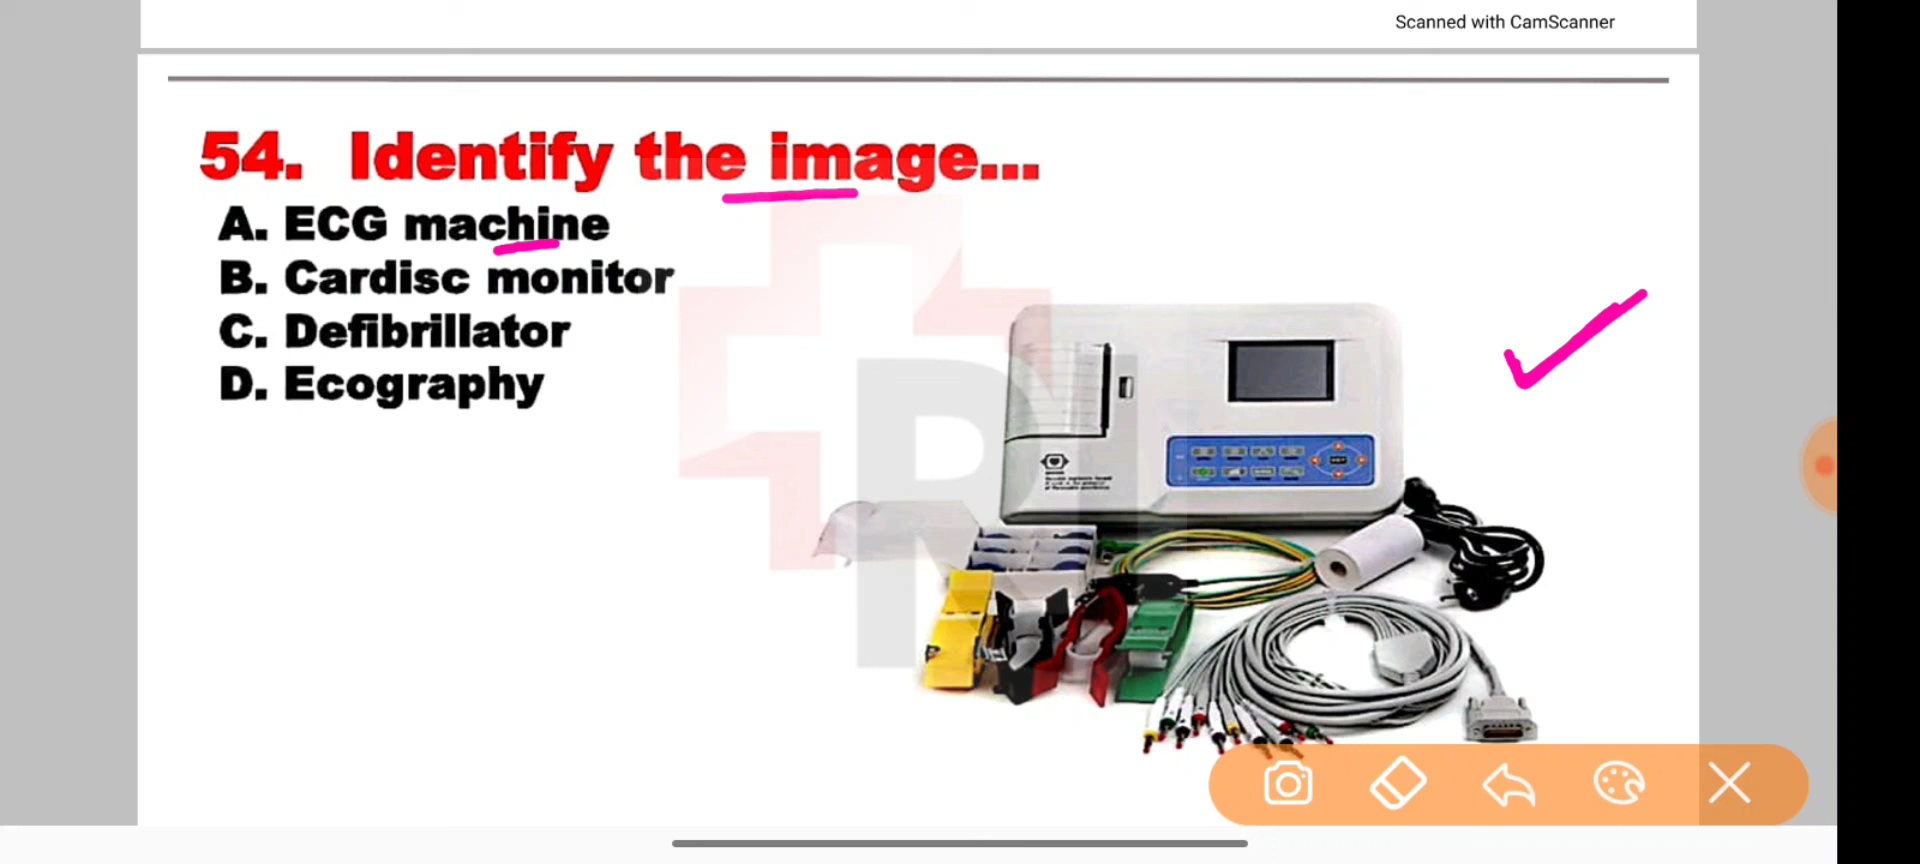 Scanned with CamScanner
54. Identify the image...
A. ECG machine
B. Cardisc monitor
C. Defibrillator
D. Ecography